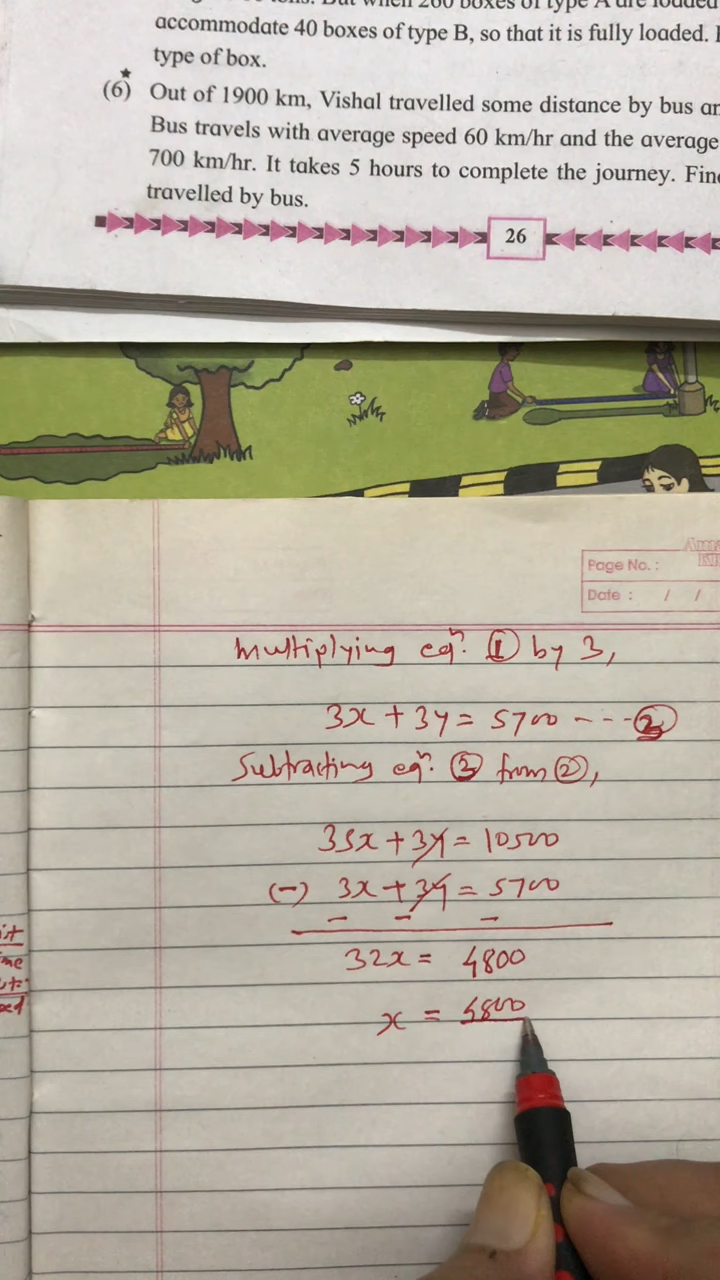 accommodate 40 boxes of type B, so that it is fully loaded.
type of box.
(6)* Out of 1900 km, Vishal travelled some distance by bus
Bus travels with average speed 60 km/hr and the average
700 km/hr. It takes 5 hours to complete the journey.
travelled by bus.
26
Page No. :
Date : / /
Multiplying eqn. ① by 3,
3x + 3y = 5700 --- ③
Subtracting eqn. ③ from ②,
35x + 3y = 10500
(-) 3x + 3y = 5700
- - -
32x = 4800
x = 4800